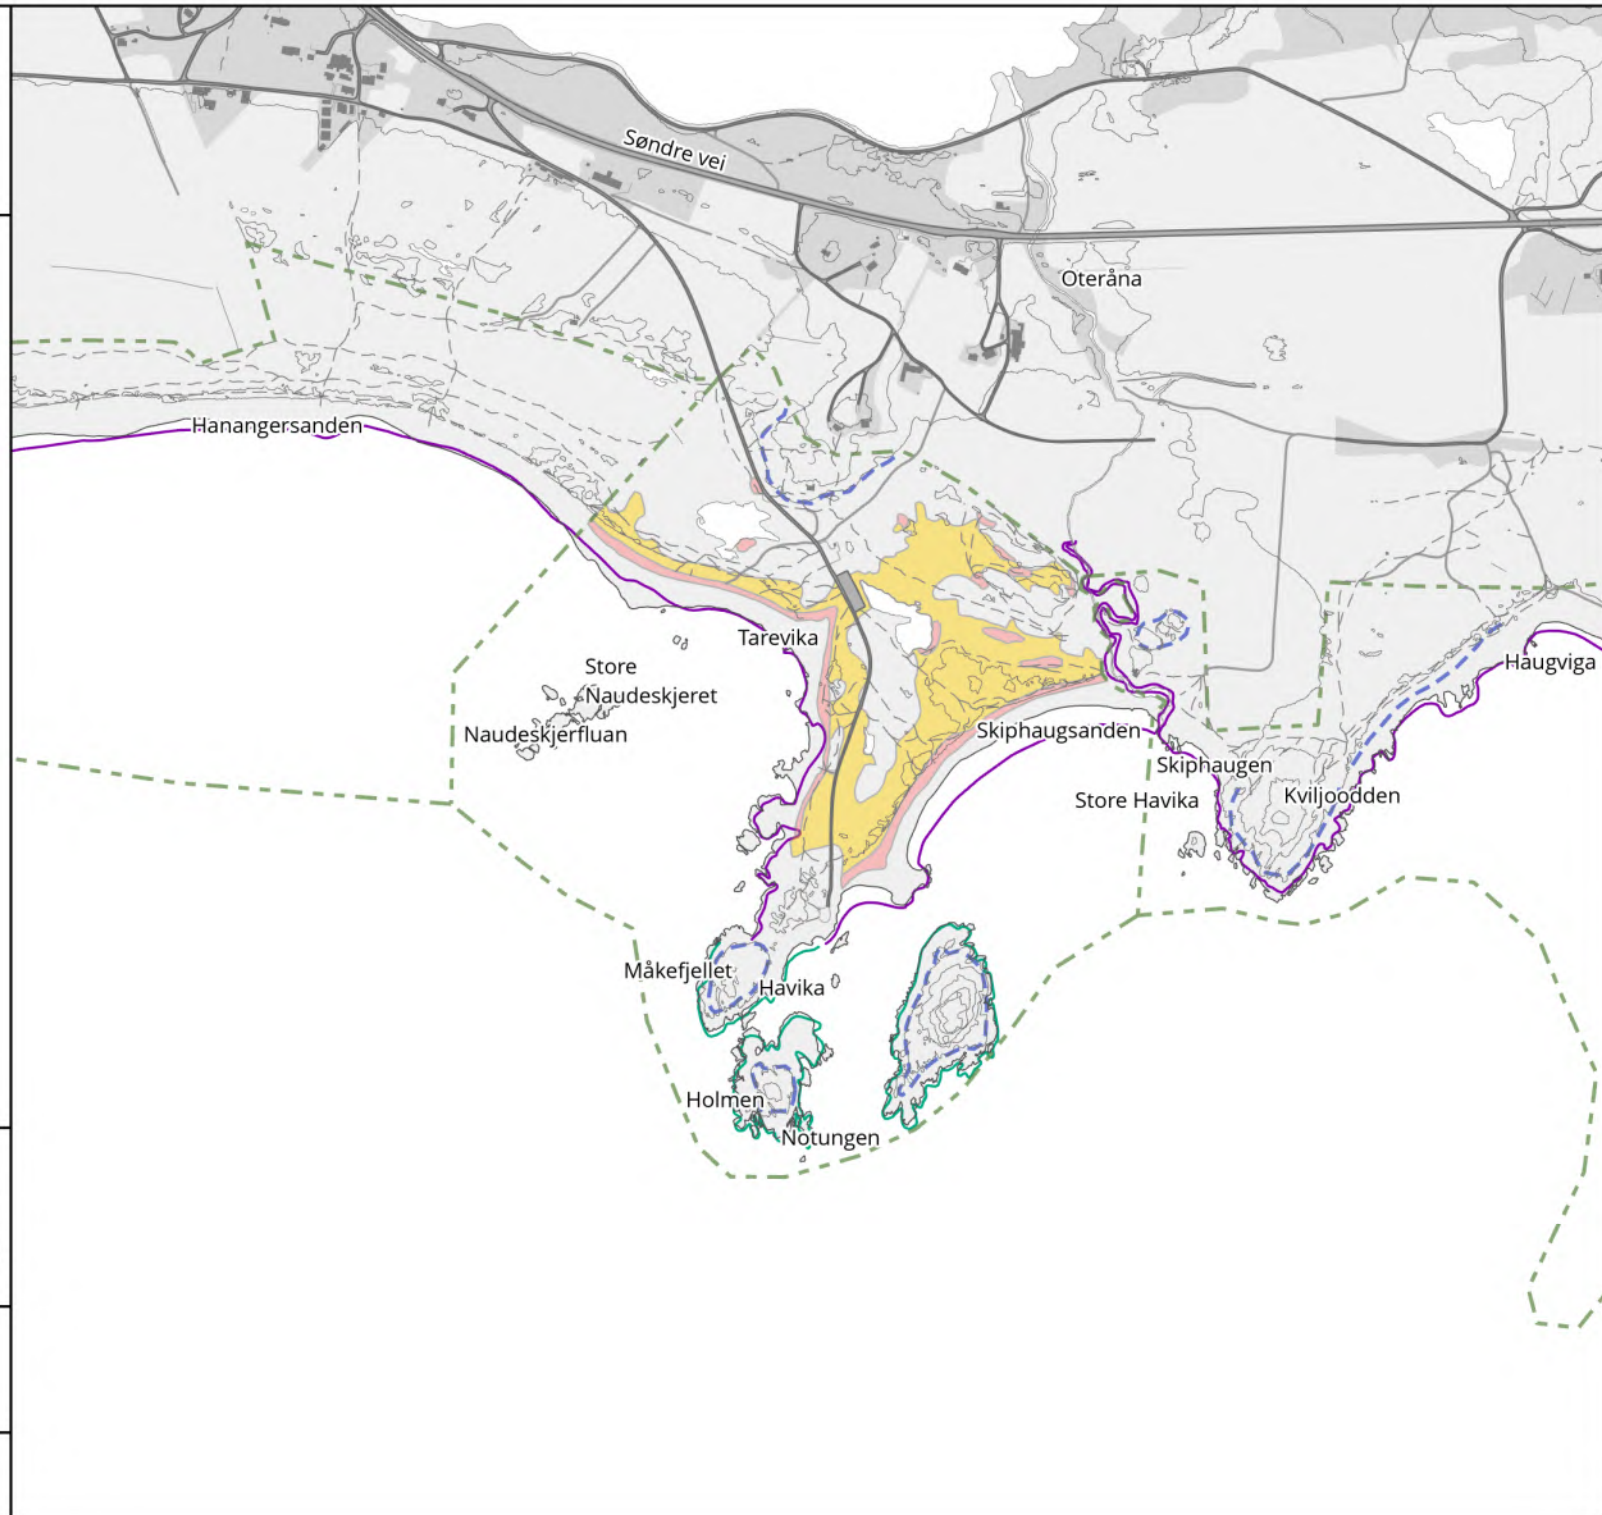 Søndre vei
Oteråna
Hanangersanden
Tarevika
Store
Naudeskjeret
Naudeskjerfluan
Haugviga
Skiphaugsanden
Skiphaugen
Store Havika
Kviljoodden
Måkefjellet
Havika
Holmen
Notungen